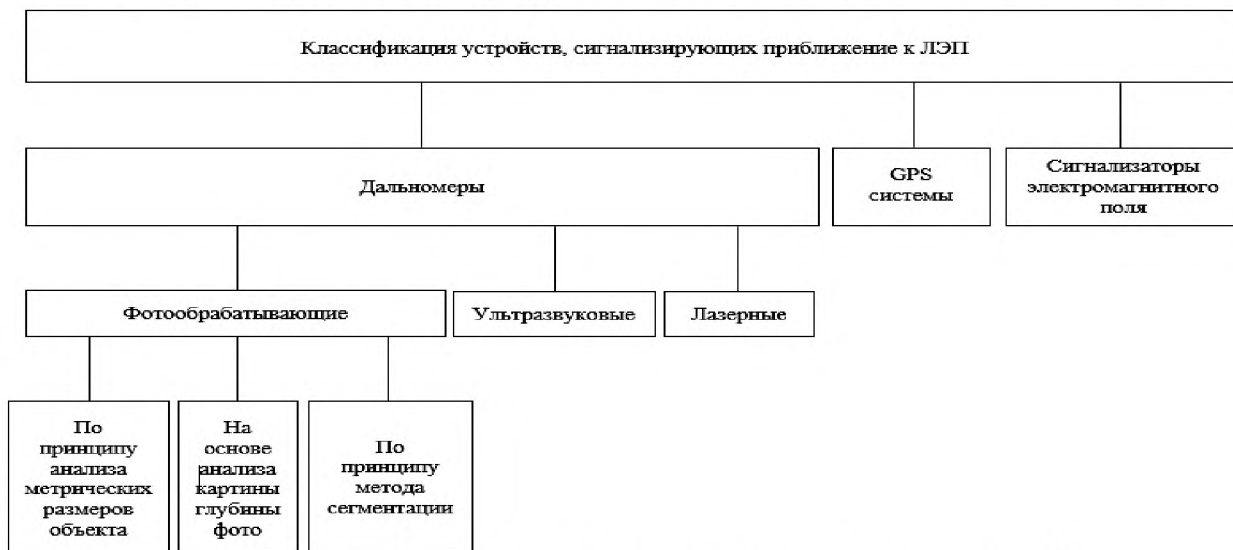 Классификация устройств, сигнализирующих приближение к ЛЭП
Дальномеры
GPS
системы
Сигнализаторы
электромагнитного
поля
Фотообрабатывающие
Ультразвуковые
Лазерные
По
принципу
анализа
метрических
размеров
объекта
На
основе
анализа
картины
глубины
фото
По
принципу
метода
сегментации